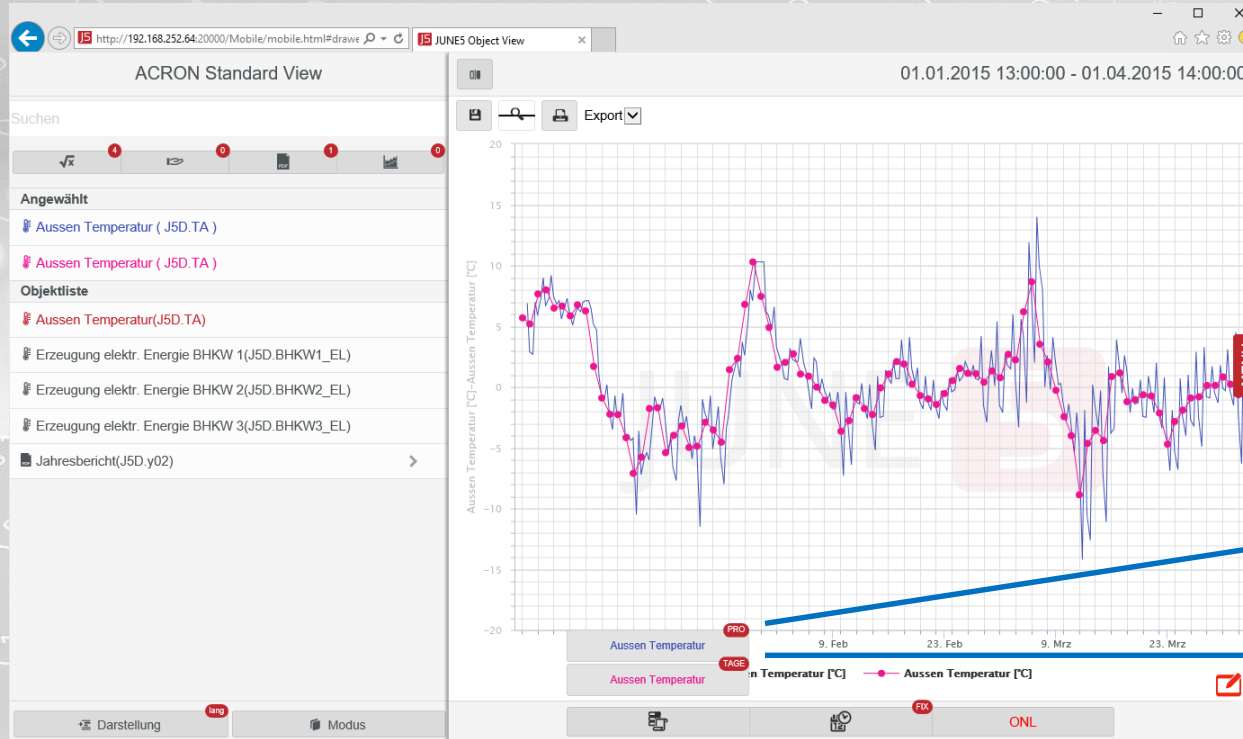 http://192.168.252.64:20000/Mobile/mobile.html#drawe
JUNE5 Object View
ACRON Standard View
01.01.2015 13:00:00 - 01.04.2015 14:00:00
Suchen
Export
4
0
1
0
√x
PDF
Angewählt
Aussen Temperatur ( J5D.TA )
Aussen Temperatur ( J5D.TA )
Objektliste
Aussen Temperatur(J5D.TA)
Erzeugung elektr. Energie BHKW 1(J5D.BHKW1_EL)
Erzeugung elektr. Energie BHKW 2(J5D.BHKW2_EL)
Erzeugung elektr. Energie BHKW 3(J5D.BHKW3_EL)
Jahresbericht(J5D.y02)
20
15
10
5
0
-5
-10
-15
-20
Aussen Temperatur [°C]-Aussen Temperatur [°C]
JUNE 5
9. Feb
23. Feb
9. Mrz
23. Mrz
PRO
Aussen Temperatur
TAGE
Aussen Temperatur
Temperatur [°C]
Aussen Temperatur [°C]
lang
Darstellung
Modus
FIX
ONL